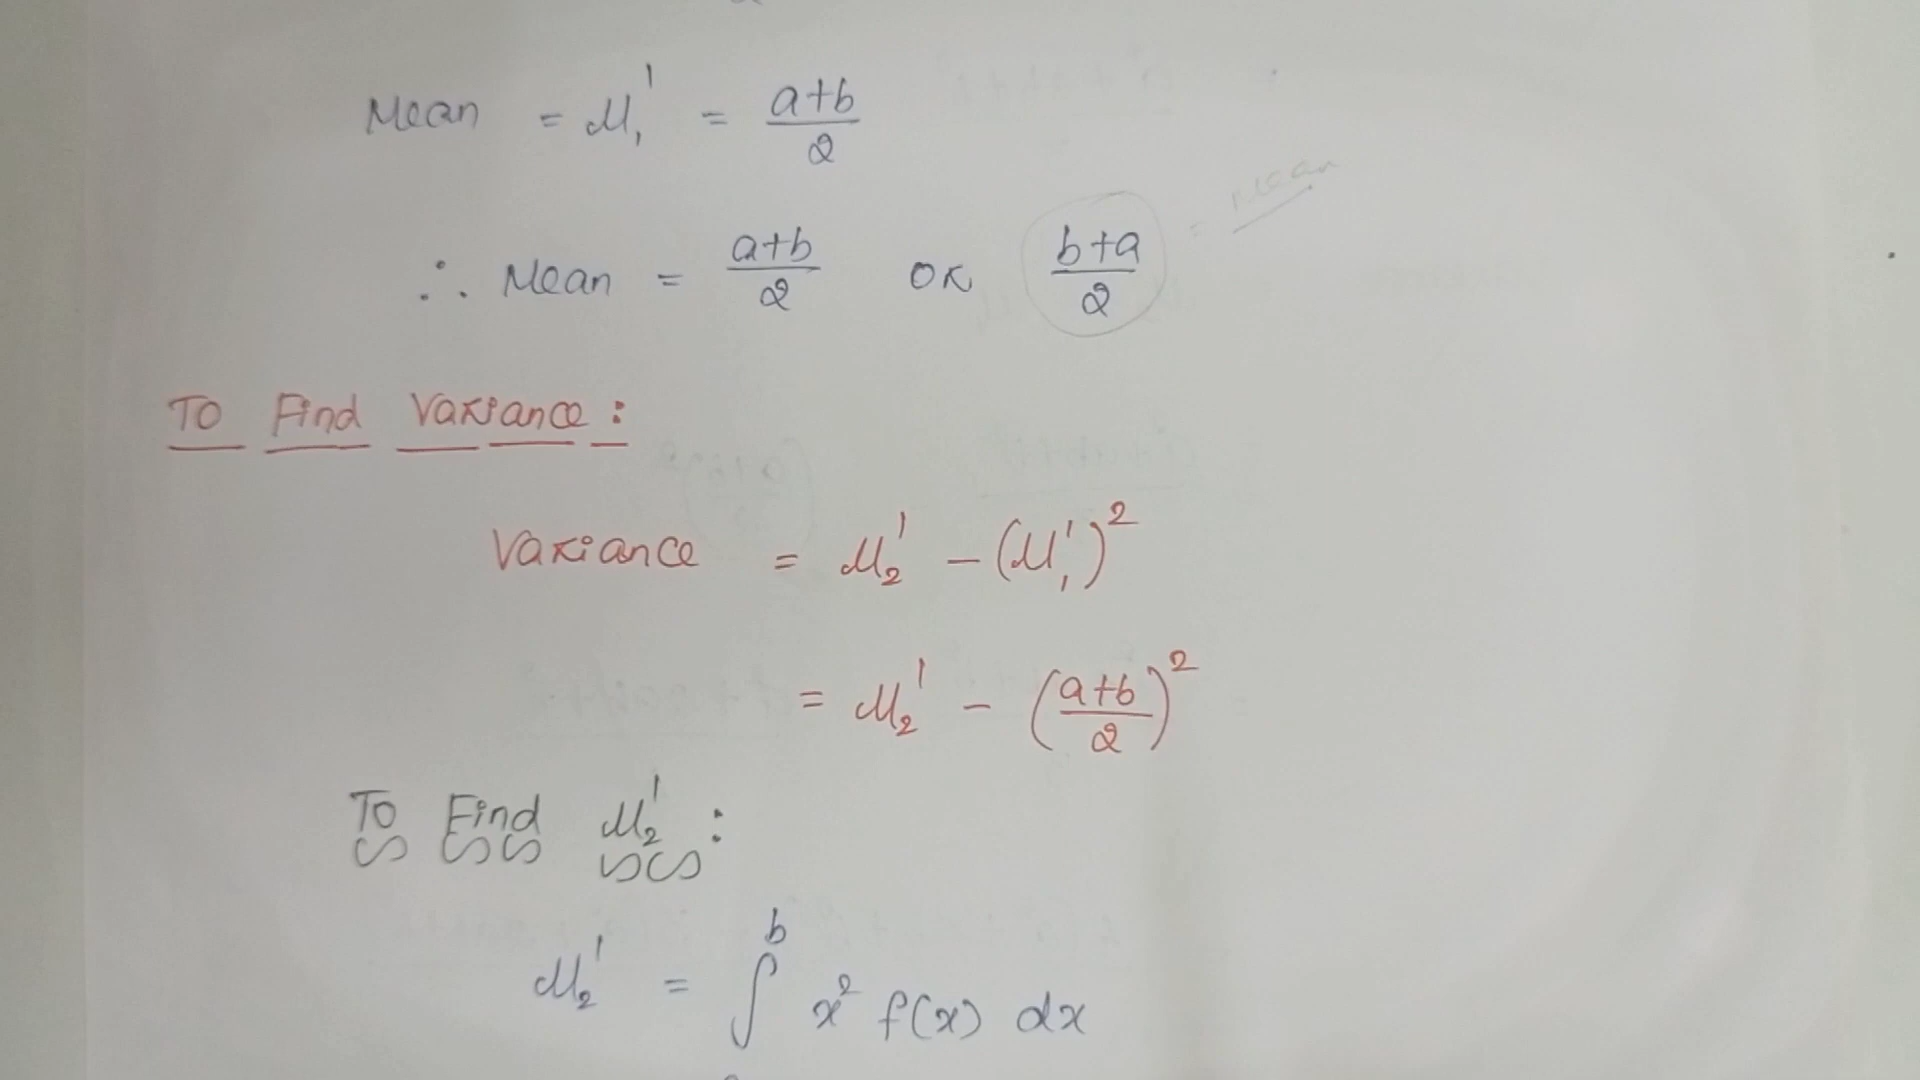 Mean = μ₁' = a+b/2
∴ Mean = a+b/2 OR b+a/2 = Mean
To Find Variance:
Variance = μ₂' - (μ₁')²
= μ₂' - (a+b/2)²
To Find μ₂':
μ₂' = ∫ᵇ x² f(x) dx